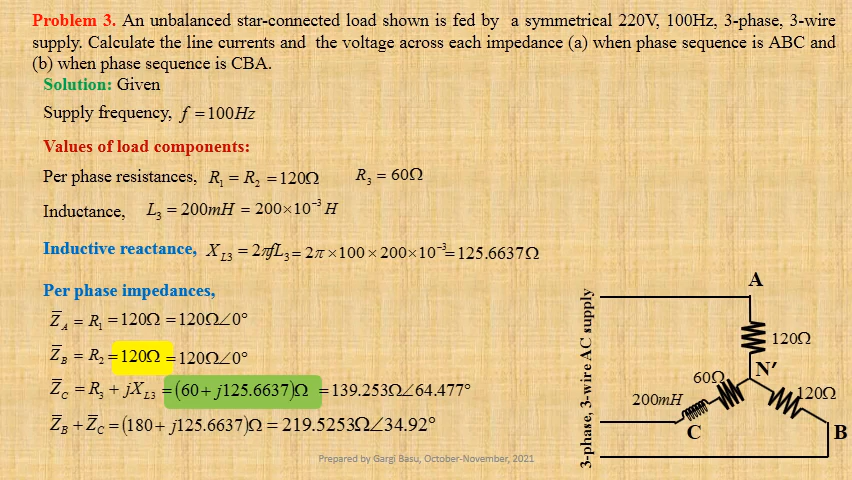 Problem 3. An unbalanced star-connected load shown is fed by a symmetrical 220V, 100Hz, 3-phase, 3-wire
supply. Calculate the line currents and the voltage across each impedance (a) when phase sequence is ABC and
(b) when phase sequence is CBA.
Solution: Given
Supply frequency, f = 100Hz
Values of load components:
Per phase resistances, R₁ = R₂ = 120Ω R₃ = 60Ω
Inductance, L₃ = 200mH = 200×10⁻³ H
Inductive reactance, X_L3 = 2πfL₃ = 2π × 100 × 200×10⁻³ = 125.6637Ω
Per phase impedances,
Z̅_A = R₁ = 120Ω = 120Ω∠0°
Z̅_B = R₂ = 120Ω = 120Ω∠0°
Z̅_C = R₃ + jX_L3 = (60 + j125.6637)Ω = 139.253Ω∠64.477°
Z̅_B + Z̅_C = (180 + j125.6637)Ω = 219.5253Ω∠34.92°
3-phase, 3-wire AC supply
A
120Ω
N′
60Ω
200mH
120Ω
C
B
Prepared by Gargi Basu, October-November, 2021